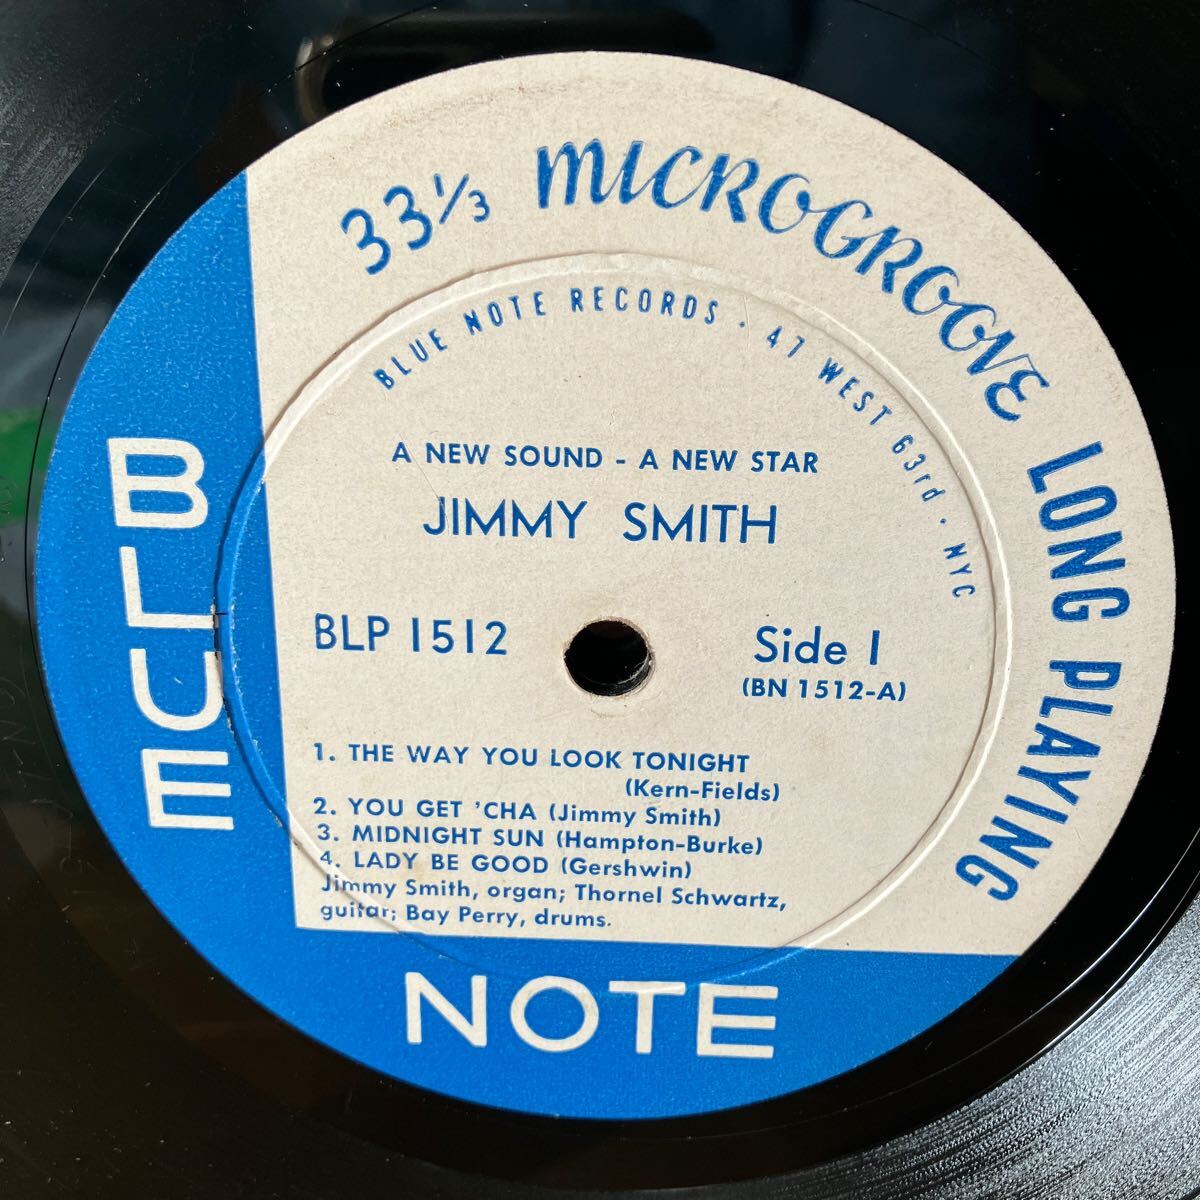 33⅓ MICROGROOVE LONG PLAYING
BLUE NOTE RECORDS · 47 WEST 63rd · NYC
A NEW SOUND - A NEW STAR
JIMMY SMITH
BLP 1512
Side 1
(BN 1512-A)
1. THE WAY YOU LOOK TONIGHT
(Kern-Fields)
2. YOU GET 'CHA (Jimmy Smith)
3. MIDNIGHT SUN (Hampton-Burke)
4. LADY BE GOOD (Gershwin)
Jimmy Smith, organ; Thornel Schwartz,
guitar; Bay Perry, drums.
BLUE
NOTE